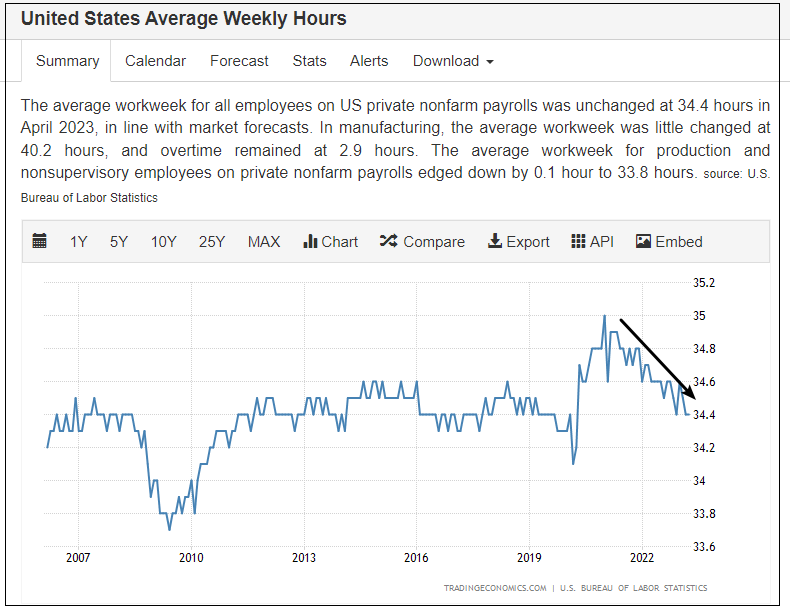 United States Average Weekly Hours
Summary Calendar Forecast Stats Alerts Download
The average workweek for all employees on US private nonfarm payrolls was unchanged at 34.4 hours in
April 2023, in line with market forecasts. In manufacturing, the average workweek was little changed at
40.2 hours, and overtime remained at 2.9 hours. The average workweek for production and
nonsupervisory employees on private nonfarm payrolls edged down by 0.1 hour to 33.8 hours. source: U.S.
Bureau of Labor Statistics
1Y 5Y 10Y 25Y MAX Chart Compare Export API Embed
35.2
35
34.8
34.6
34.4
34.2
34
33.8
33.6
2007 2010 2013 2016 2019 2022
TRADINGECONOMICS.COM | U.S. BUREAU OF LABOR STATISTICS